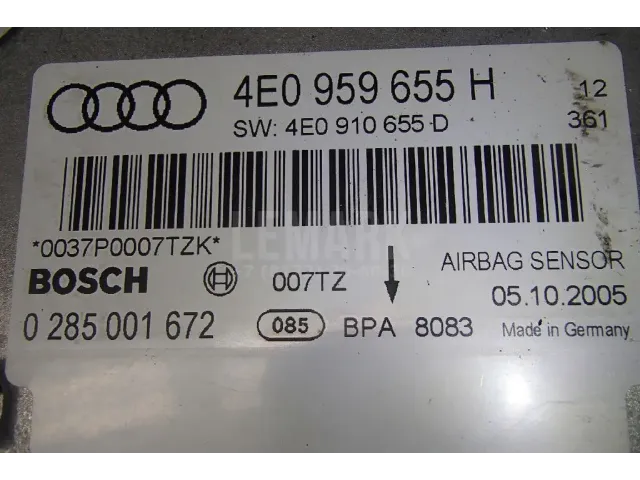 4E0 959 655 H 12
SW: 4E0 910 655 D 361
*0037P0007TZK*
LEMARK
BOSCH 007TZ AIRBAG SENSOR
05.10.2005
0 285 001 672 085 BPA 8083 Made in Germany